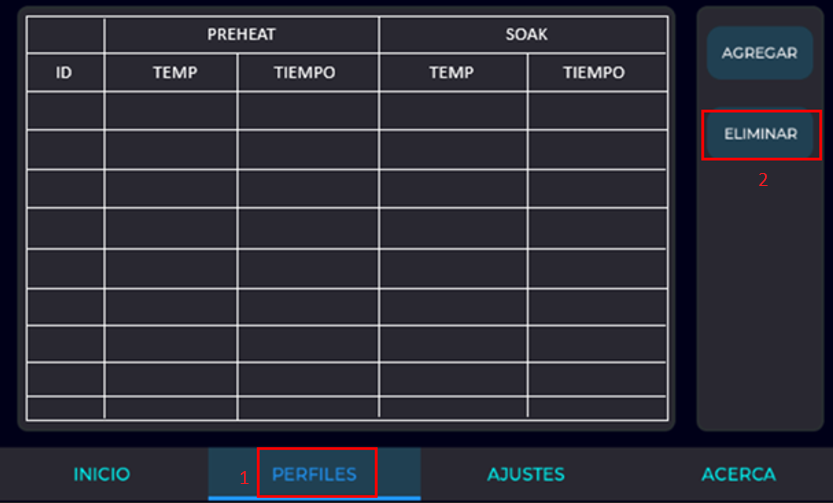 PREHEAT SOAK
ID TEMP TIEMPO TEMP TIEMPO
AGREGAR
ELIMINAR
2
INICIO 1 PERFILES AJUSTES ACERCA